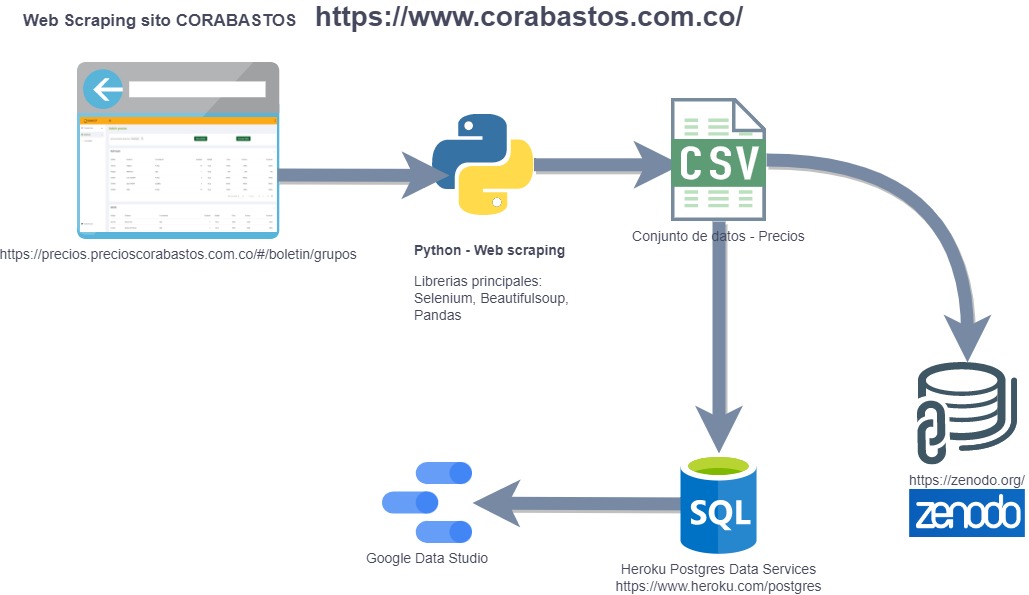 Web Scraping sito CORABASTOS https://www.corabastos.com.co/
https://precios.precioscorabastos.com.co/#/boletin/grupos
Python - Web scraping
Librerias principales:
Selenium, Beautifulsoup,
Pandas
CSV
Conjunto de datos - Precios
https://zenodo.org/
zenodo
SQL
Heroku Postgres Data Services
https://www.heroku.com/postgres
Google Data Studio